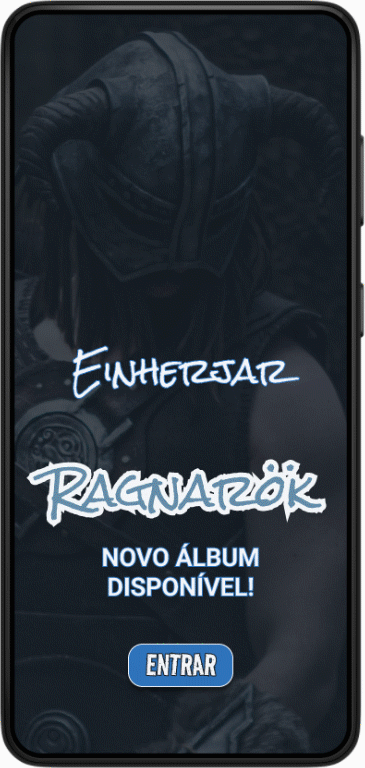 Einherjar
Ragnarök
NOVO ÁLBUM
DISPONÍVEL!
ENTRAR